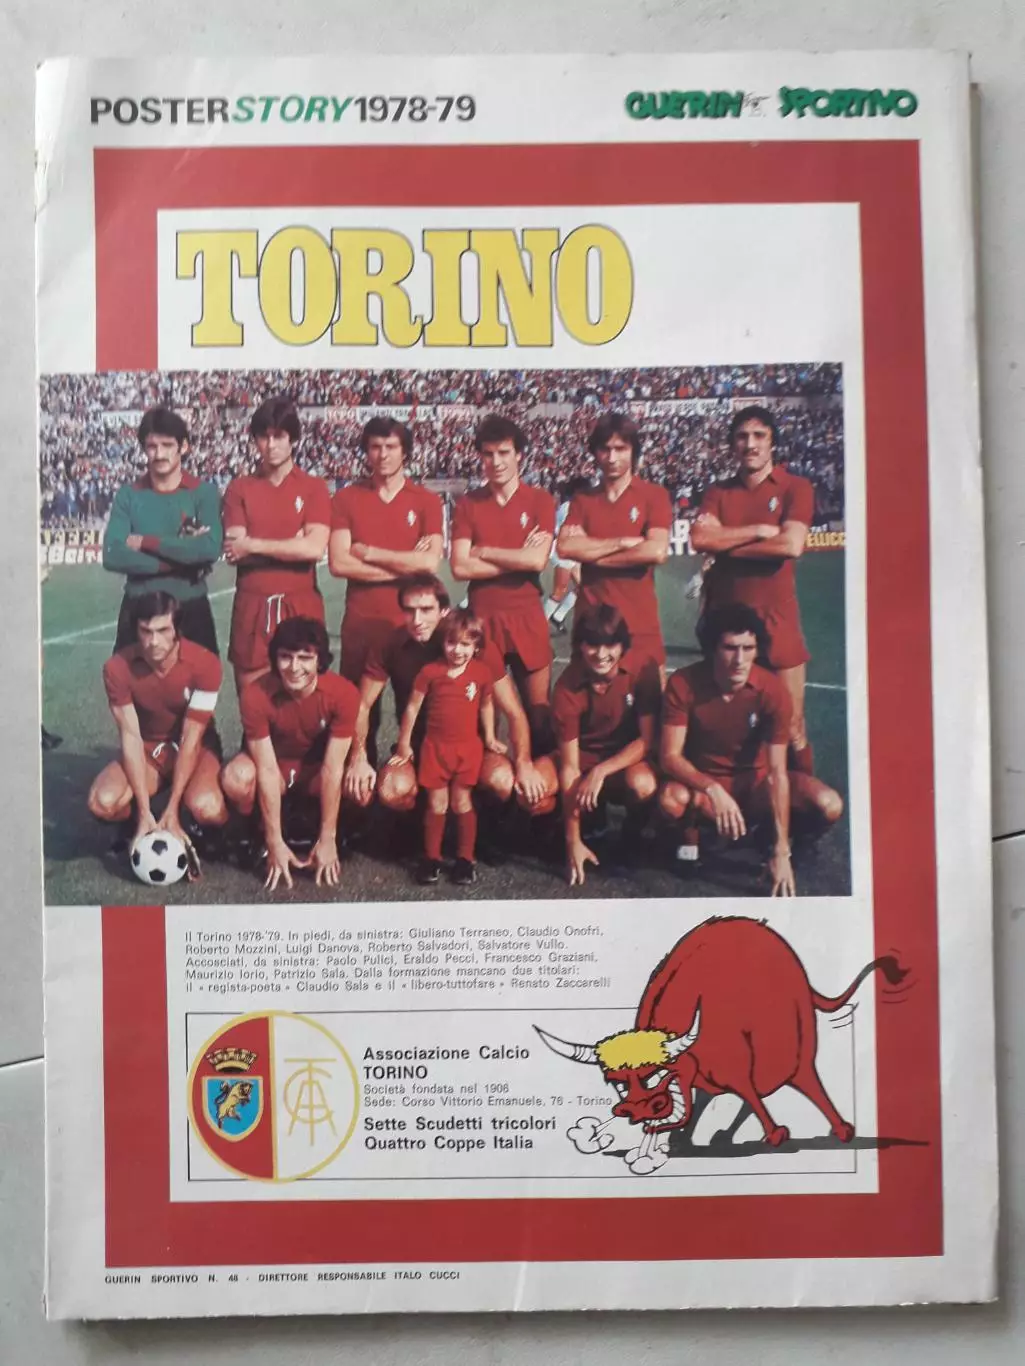 POSTERSTORY1978-79
GUERIN SPORTIVO
TORINO
Il Torino 1978-'79. In piedi, da sinistra: Giuliano Terraneo, Claudio Onofri,
Roberto Mozzini, Luigi Danova, Roberto Salvadori, Salvatore Vullo.
Accosciati, da sinistra: Paolo Pulici, Eraldo Pecci, Francesco Graziani,
Maurizio Iorio, Patrizio Sala. Dalla formazione mancano due titolari:
il « regista-poeta » Claudio Sala e il « libero-tuttofare » Renato Zaccarelli
Associazione Calcio
TORINO
Società fondata nel 1906
Sede: Corso Vittorio Emanuele, 76 - Torino
Sette Scudetti tricolori
Quattro Coppe Italia
GUERIN SPORTIVO N. 48 - DIRETTORE RESPONSABILE ITALO CUCCI